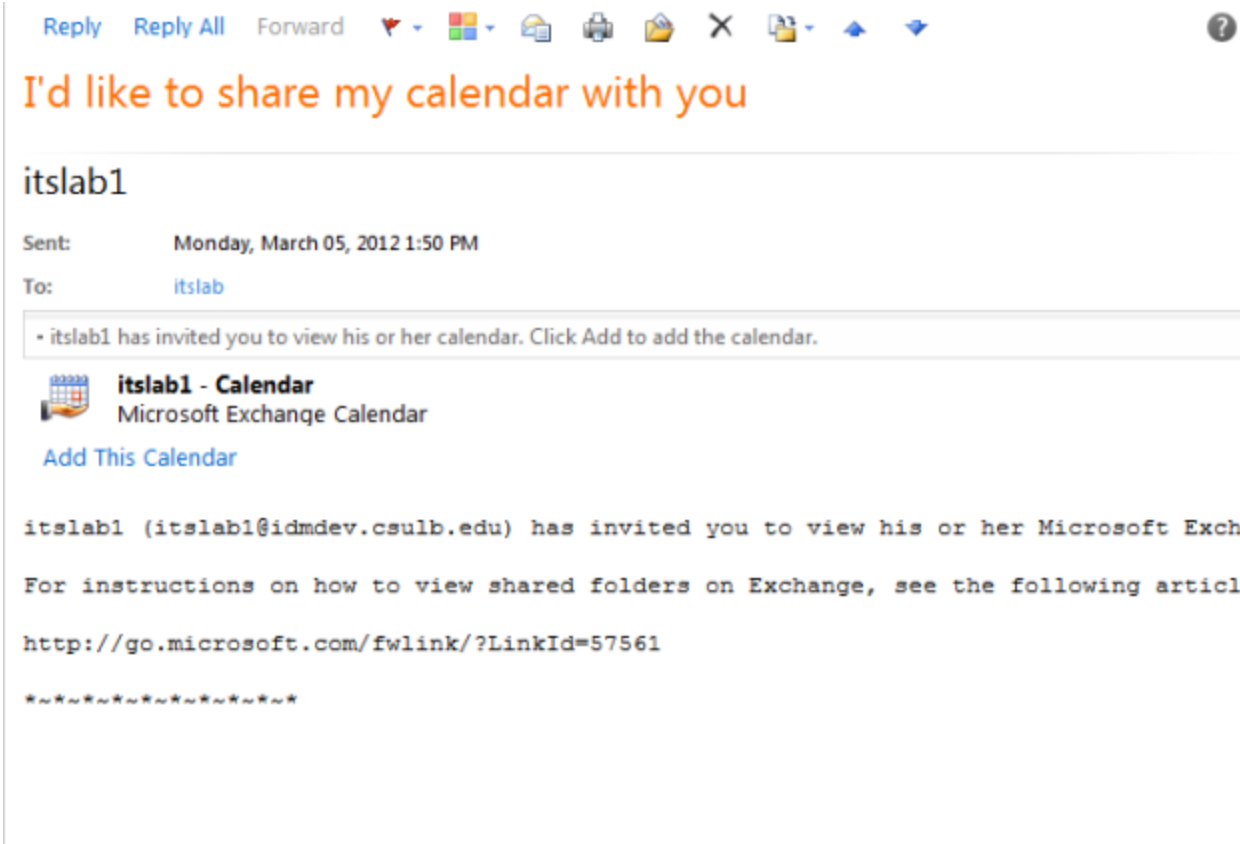 Reply Reply All Forward
I'd like to share my calendar with you
itslab1
Sent: Monday, March 05, 2012 1:50 PM
To: itslab
▪ itslab1 has invited you to view his or her calendar. Click Add to add the calendar.
itslab1 - Calendar
Microsoft Exchange Calendar
Add This Calendar
itslab1 (itslab1@idmdev.csulb.edu) has invited you to view his or her Microsoft Exch
For instructions on how to view shared folders on Exchange, see the following articl
http://go.microsoft.com/fwlink/?LinkId=57561
*~*~*~*~*~*~*~*~*~*